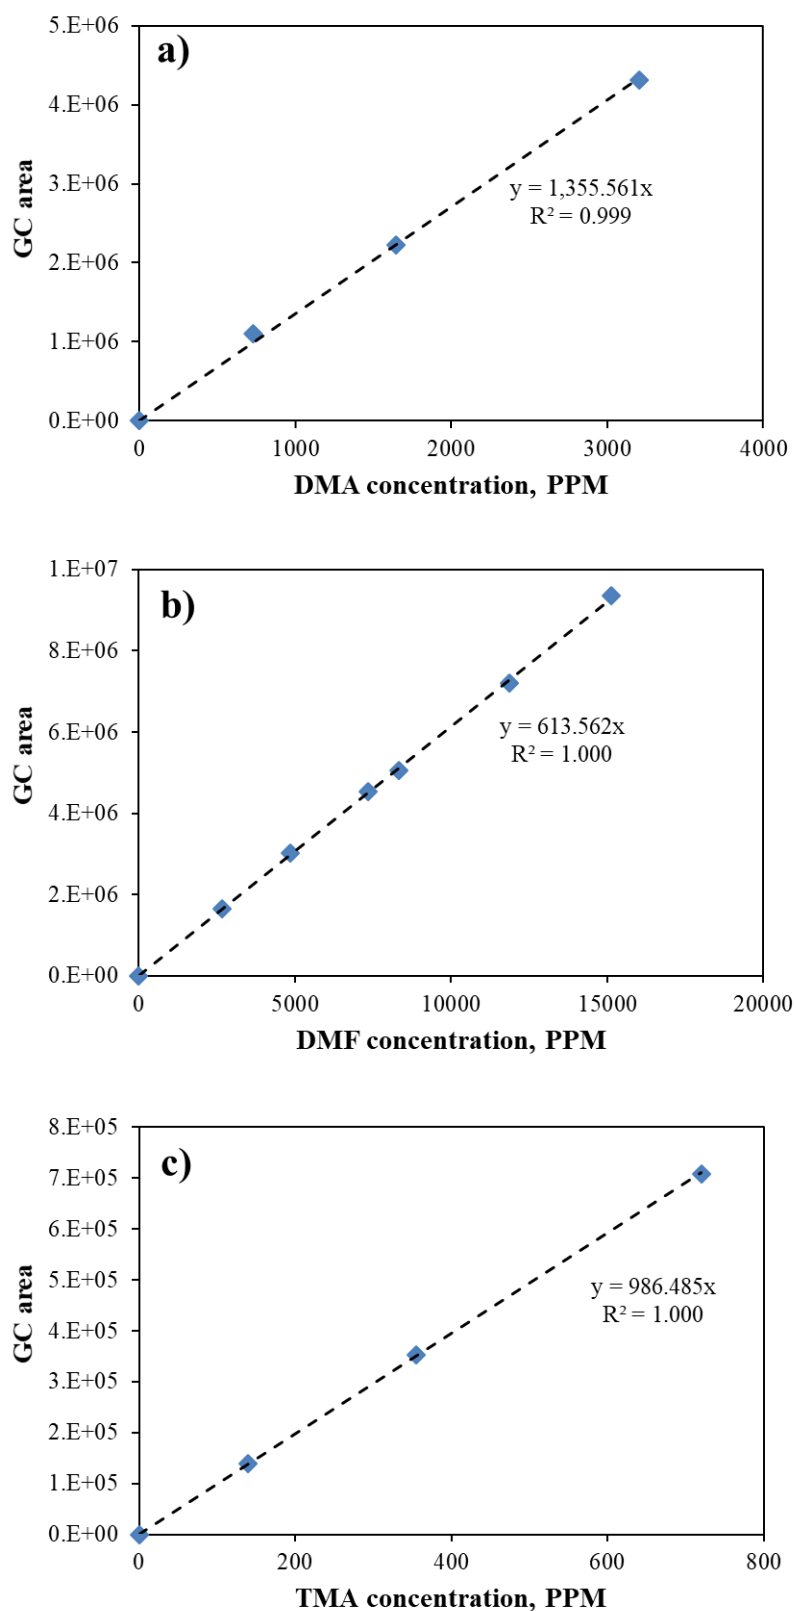 a)
5.E+06
4.E+06
3.E+06
2.E+06
1.E+06
0.E+00
GC area
y = 1,355.561x
R² = 0.999
0 1000 2000 3000 4000
DMA concentration, PPM
b)
1.E+07
8.E+06
6.E+06
4.E+06
2.E+06
0.E+00
GC area
y = 613.562x
R² = 1.000
0 5000 10000 15000 20000
DMF concentration, PPM
c)
8.E+05
7.E+05
6.E+05
5.E+05
4.E+05
3.E+05
2.E+05
1.E+05
0.E+00
GC area
y = 986.485x
R² = 1.000
0 200 400 600 800
TMA concentration, PPM